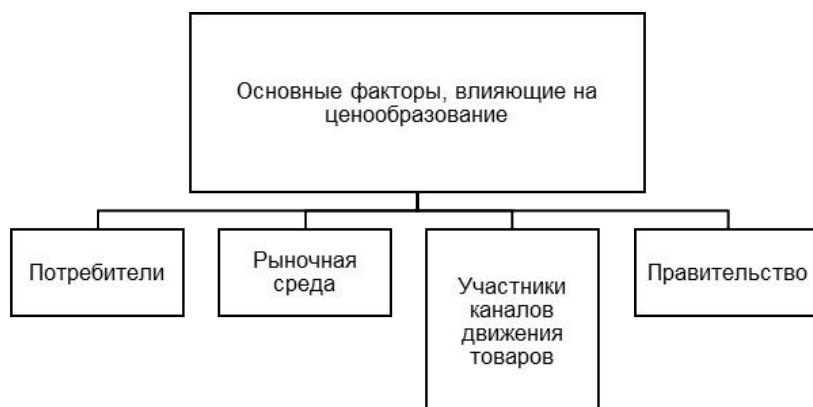 Основные факторы, влияющие на
ценообразование
Потребители
Рыночная
среда
Участники
каналов
движения
товаров
Правительство